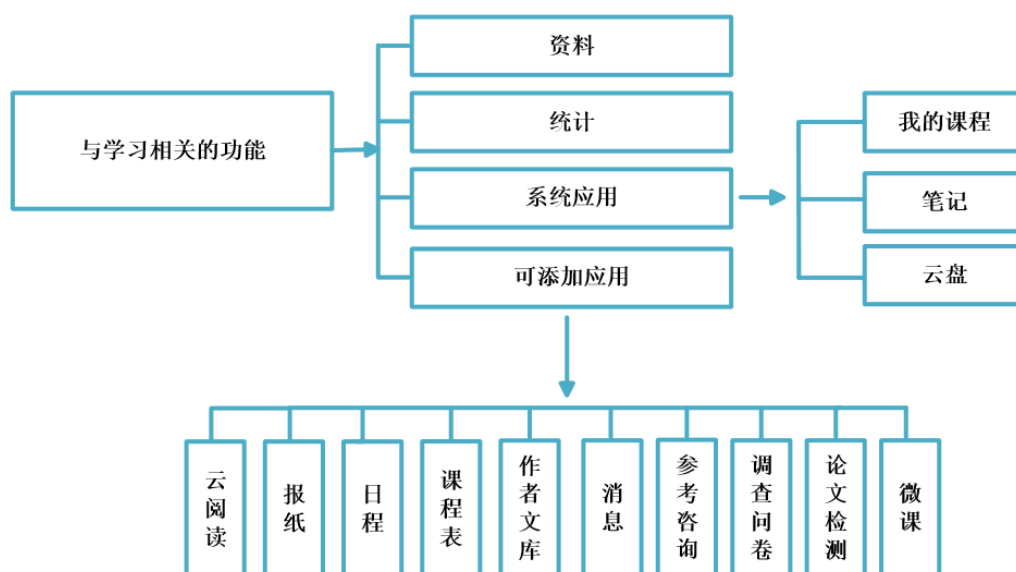 资料
与学习相关的功能
统计
系统应用
可添加应用
我的课程
笔记
云盘
云阅读
报纸
日程
课程表
作者文库
消息
参考咨询
调查问卷
论文检测
微课